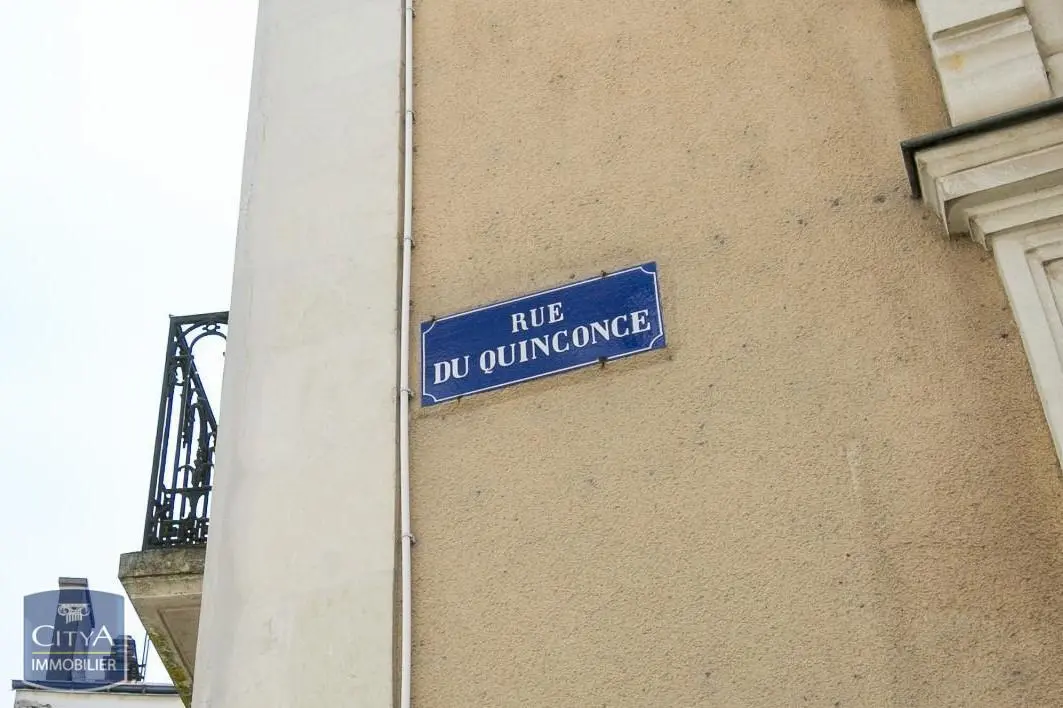 RUE
DU QUINCONCE
CITYA
IMMOBILIER